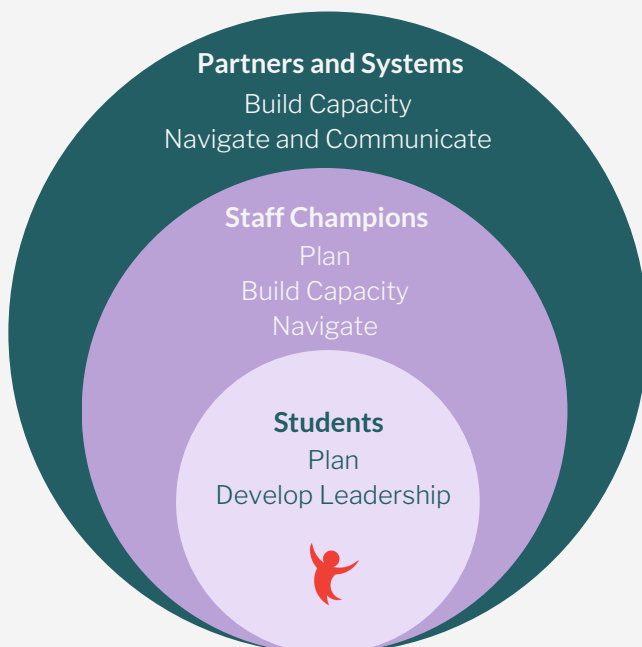 Partners and Systems
Build Capacity
Navigate and Communicate
Staff Champions
Plan
Build Capacity
Navigate
Students
Plan
Develop Leadership